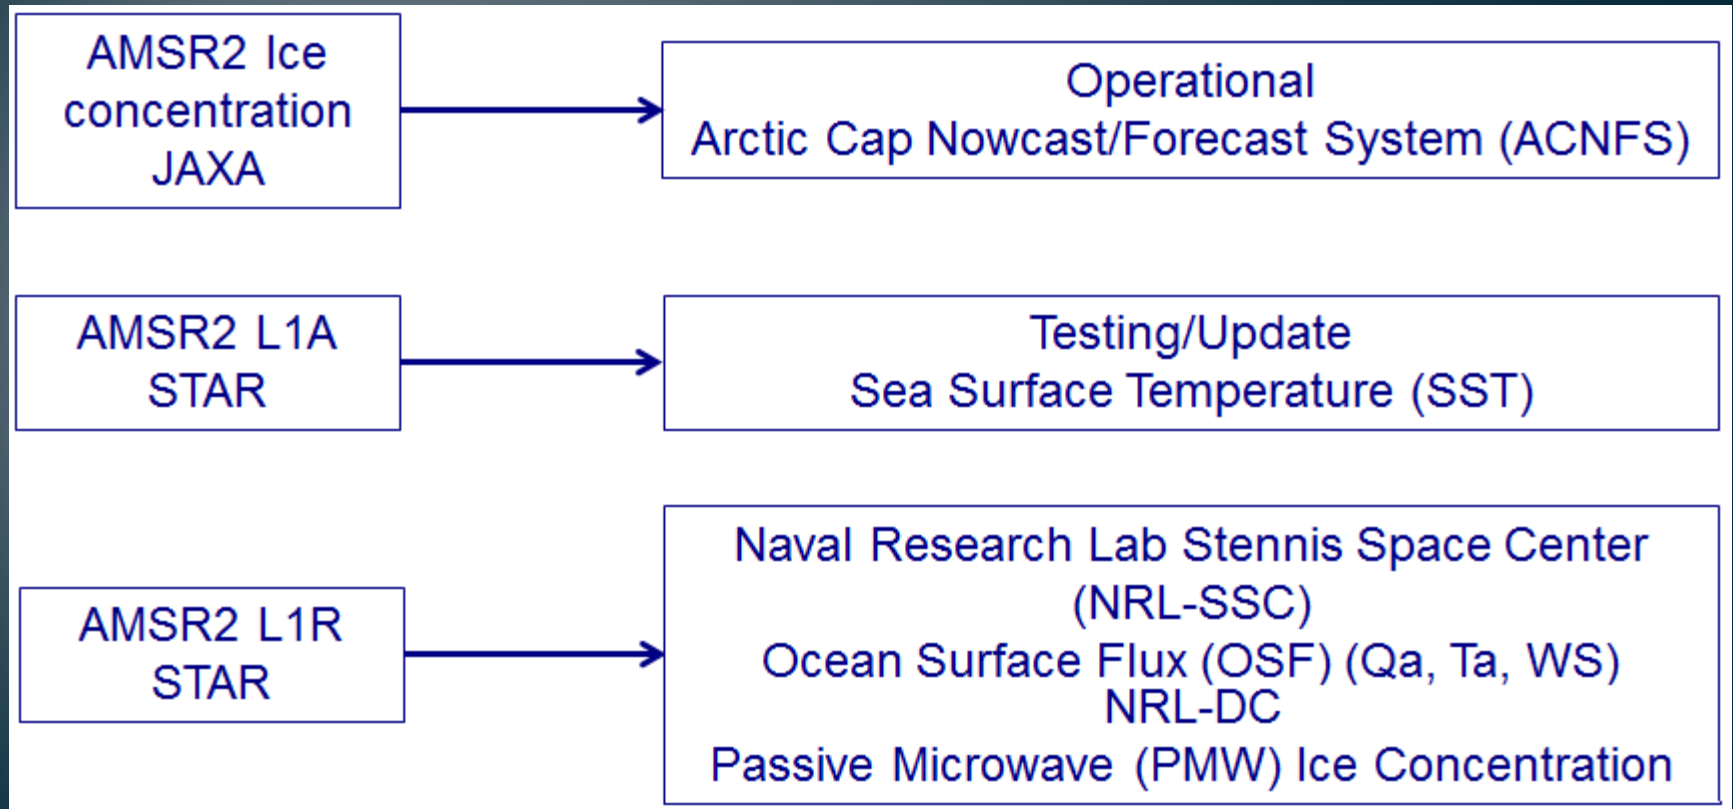 AMSR2 Ice
concentration
JAXA
Operational
Arctic Cap Nowcast/Forecast System (ACNFS)
AMSR2 L1A
STAR
Testing/Update
Sea Surface Temperature (SST)
AMSR2 L1R
STAR
Naval Research Lab Stennis Space Center
(NRL-SSC)
Ocean Surface Flux (OSF) (Qa, Ta, WS)
NRL-DC
Passive Microwave (PMW) Ice Concentration